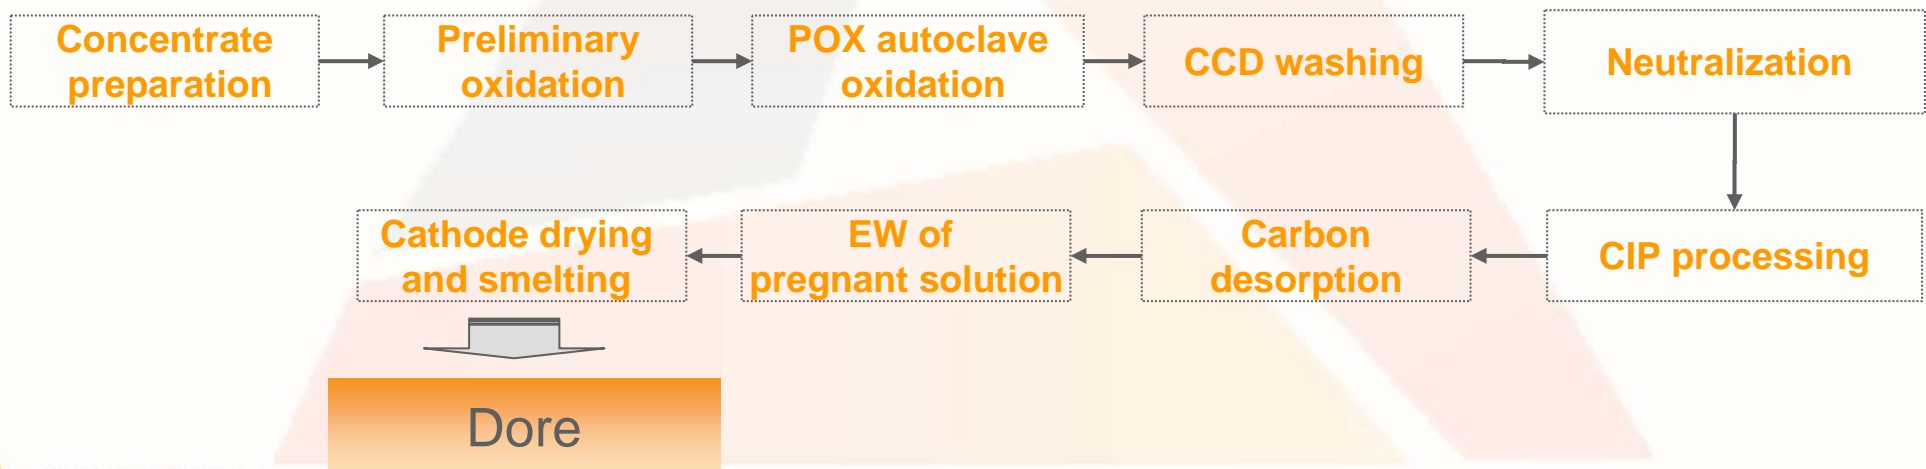 Concentrate
preparation
Preliminary
oxidation
POX autoclave
oxidation
CCD washing
Neutralization
Cathode drying
and smelting
EW of
pregnant solution
Carbon
desorption
CIP processing
Dore